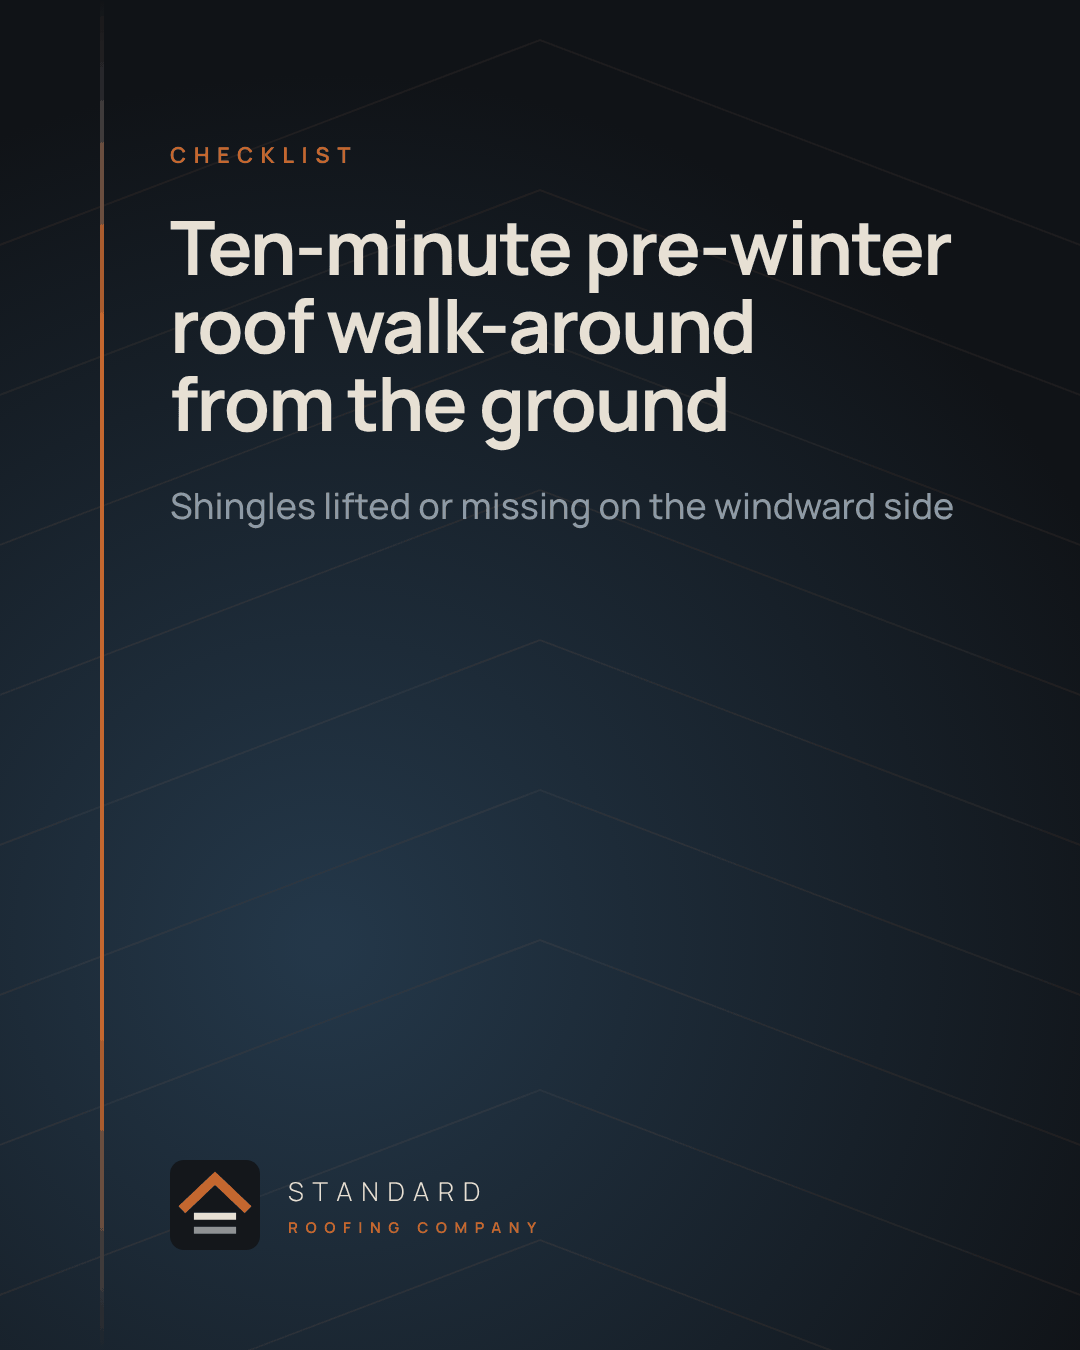 CHECKLIST
Ten-minute pre-winter
roof walk-around
from the ground
Shingles lifted or missing on the windward side
STANDARD
ROOFING COMPANY